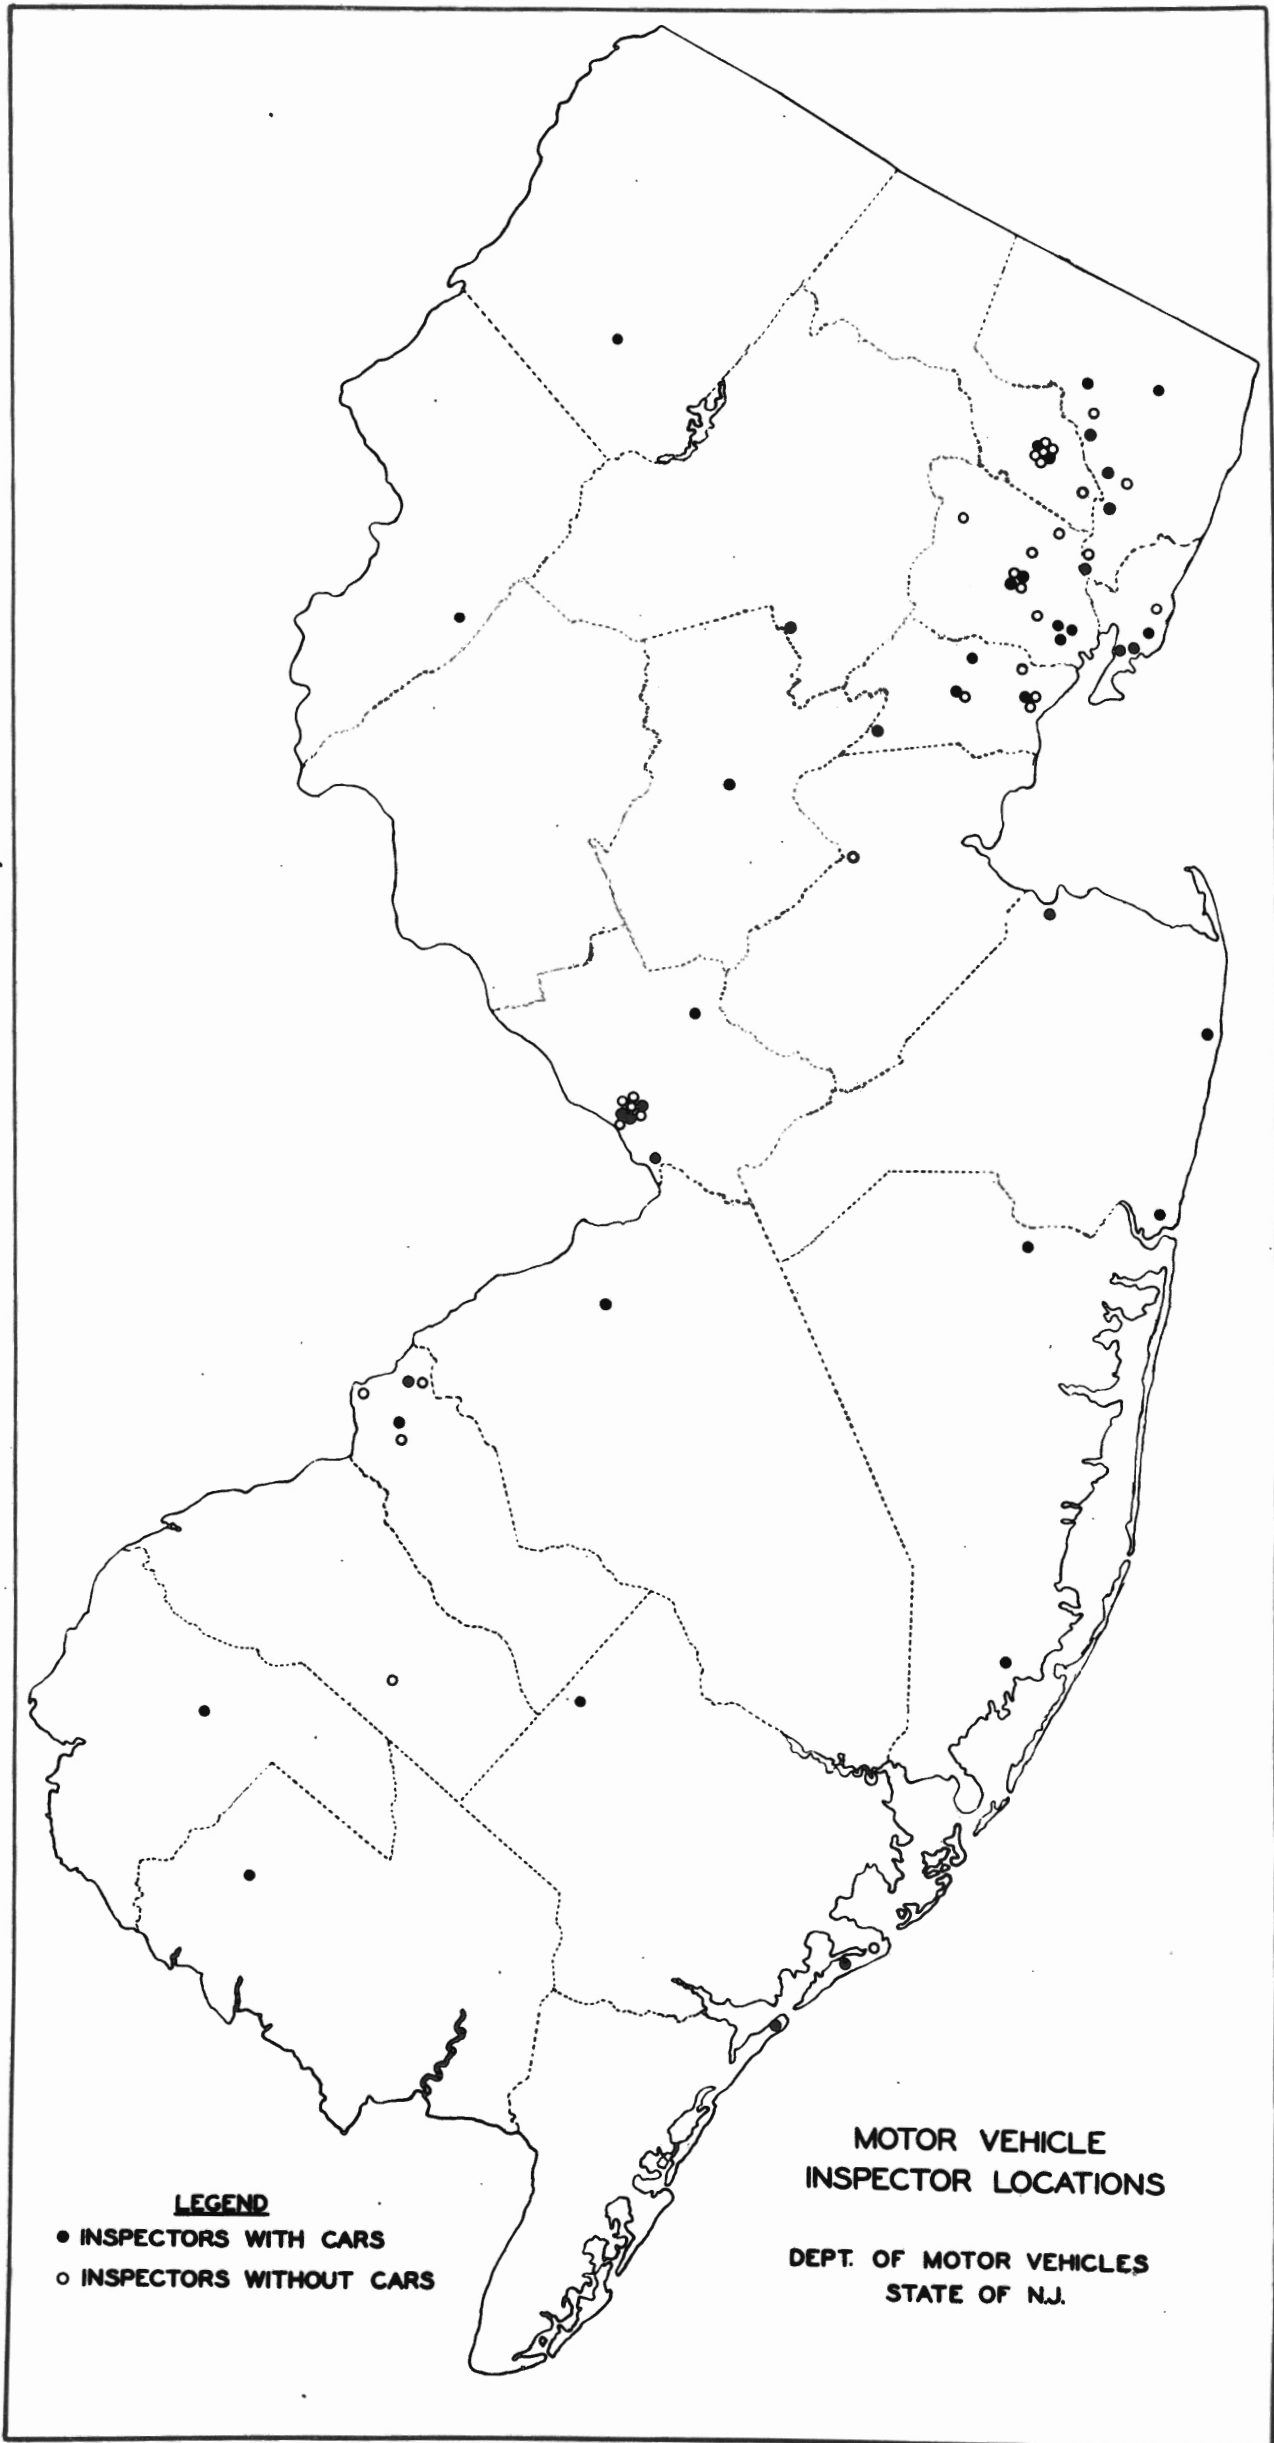 MOTOR VEHICLE
INSPECTOR LOCATIONS
DEPT. OF MOTOR VEHICLES
STATE OF N.J.
LEGEND
INSPECTORS WITH CARS
INSPECTORS WITHOUT CARS